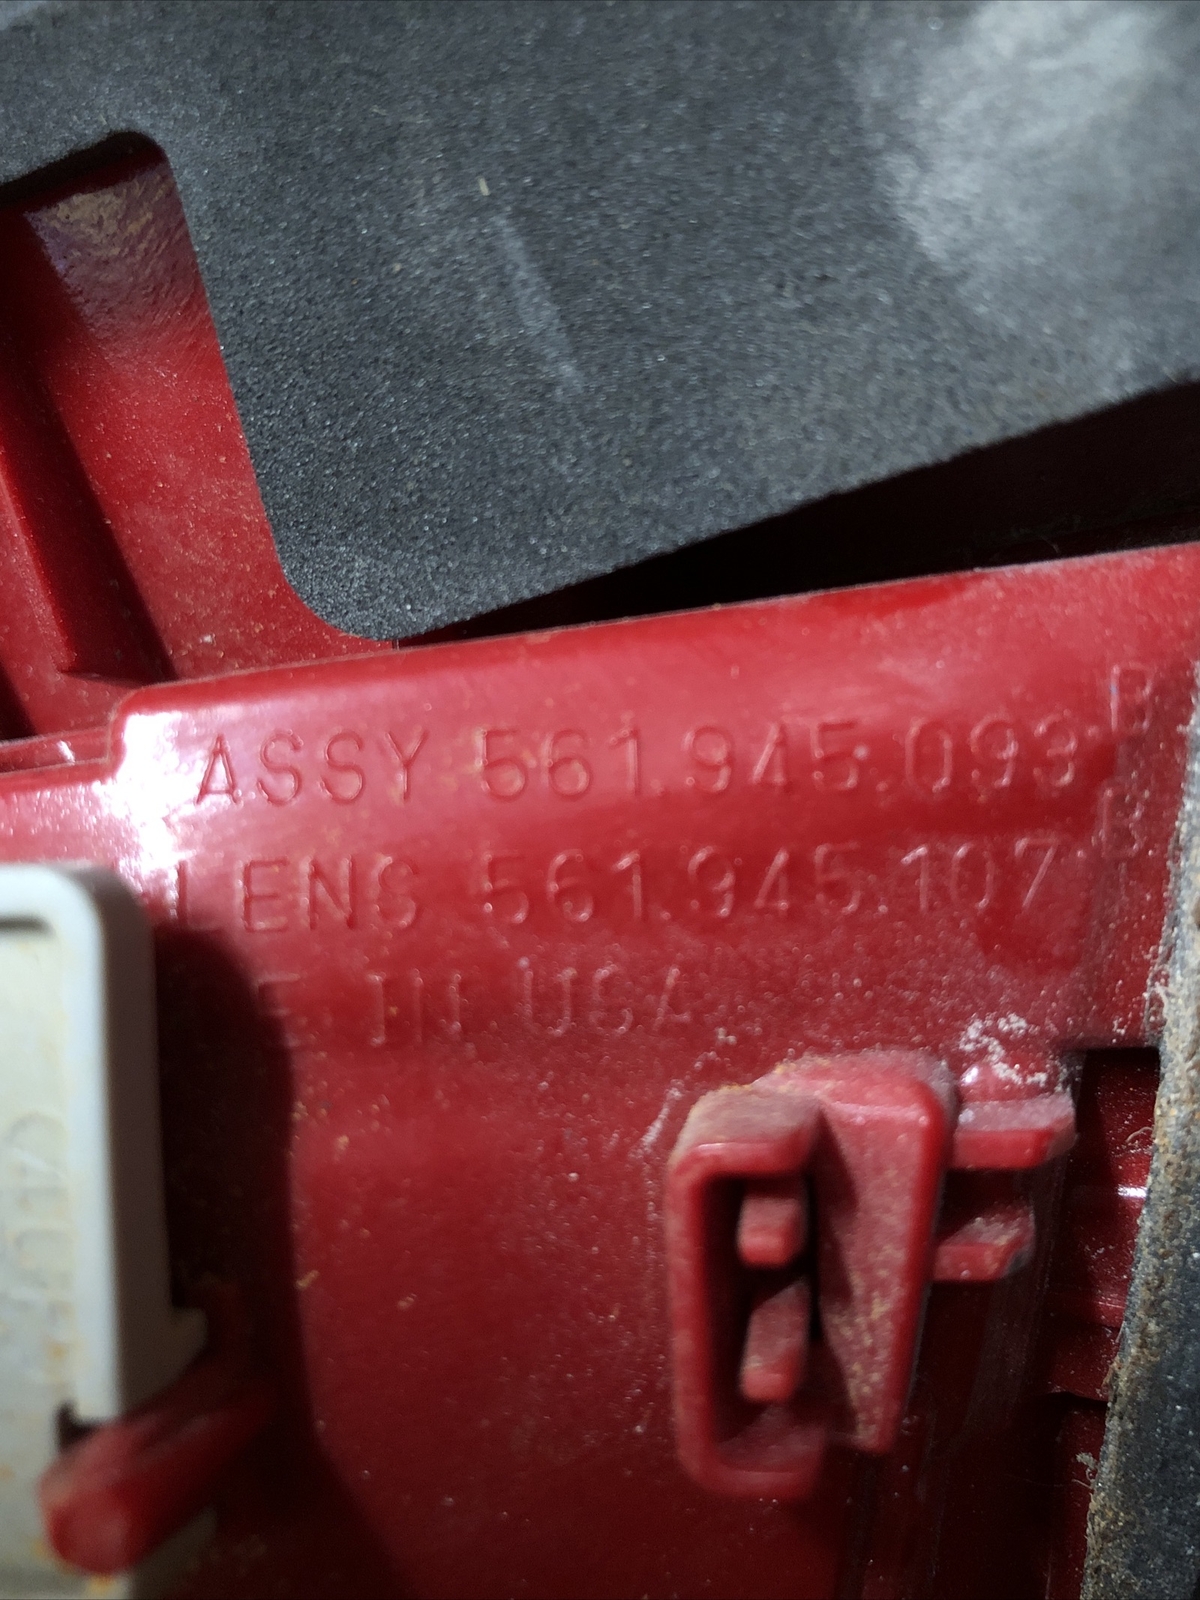 ASSY 561.945.093 B
LENS 561.945.107 B
IN USA